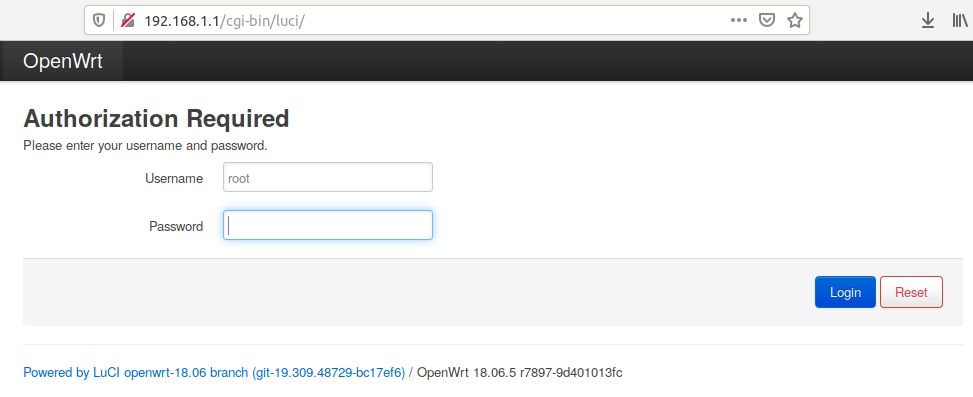 192.168.1.1/cgi-bin/luci/
OpenWrt
Authorization Required
Please enter your username and password.
Username root
Password
Login Reset
Powered by LuCI openwrt-18.06 branch (git-19.309.48729-bc17ef6) / OpenWrt 18.06.5 r7897-9d401013fc